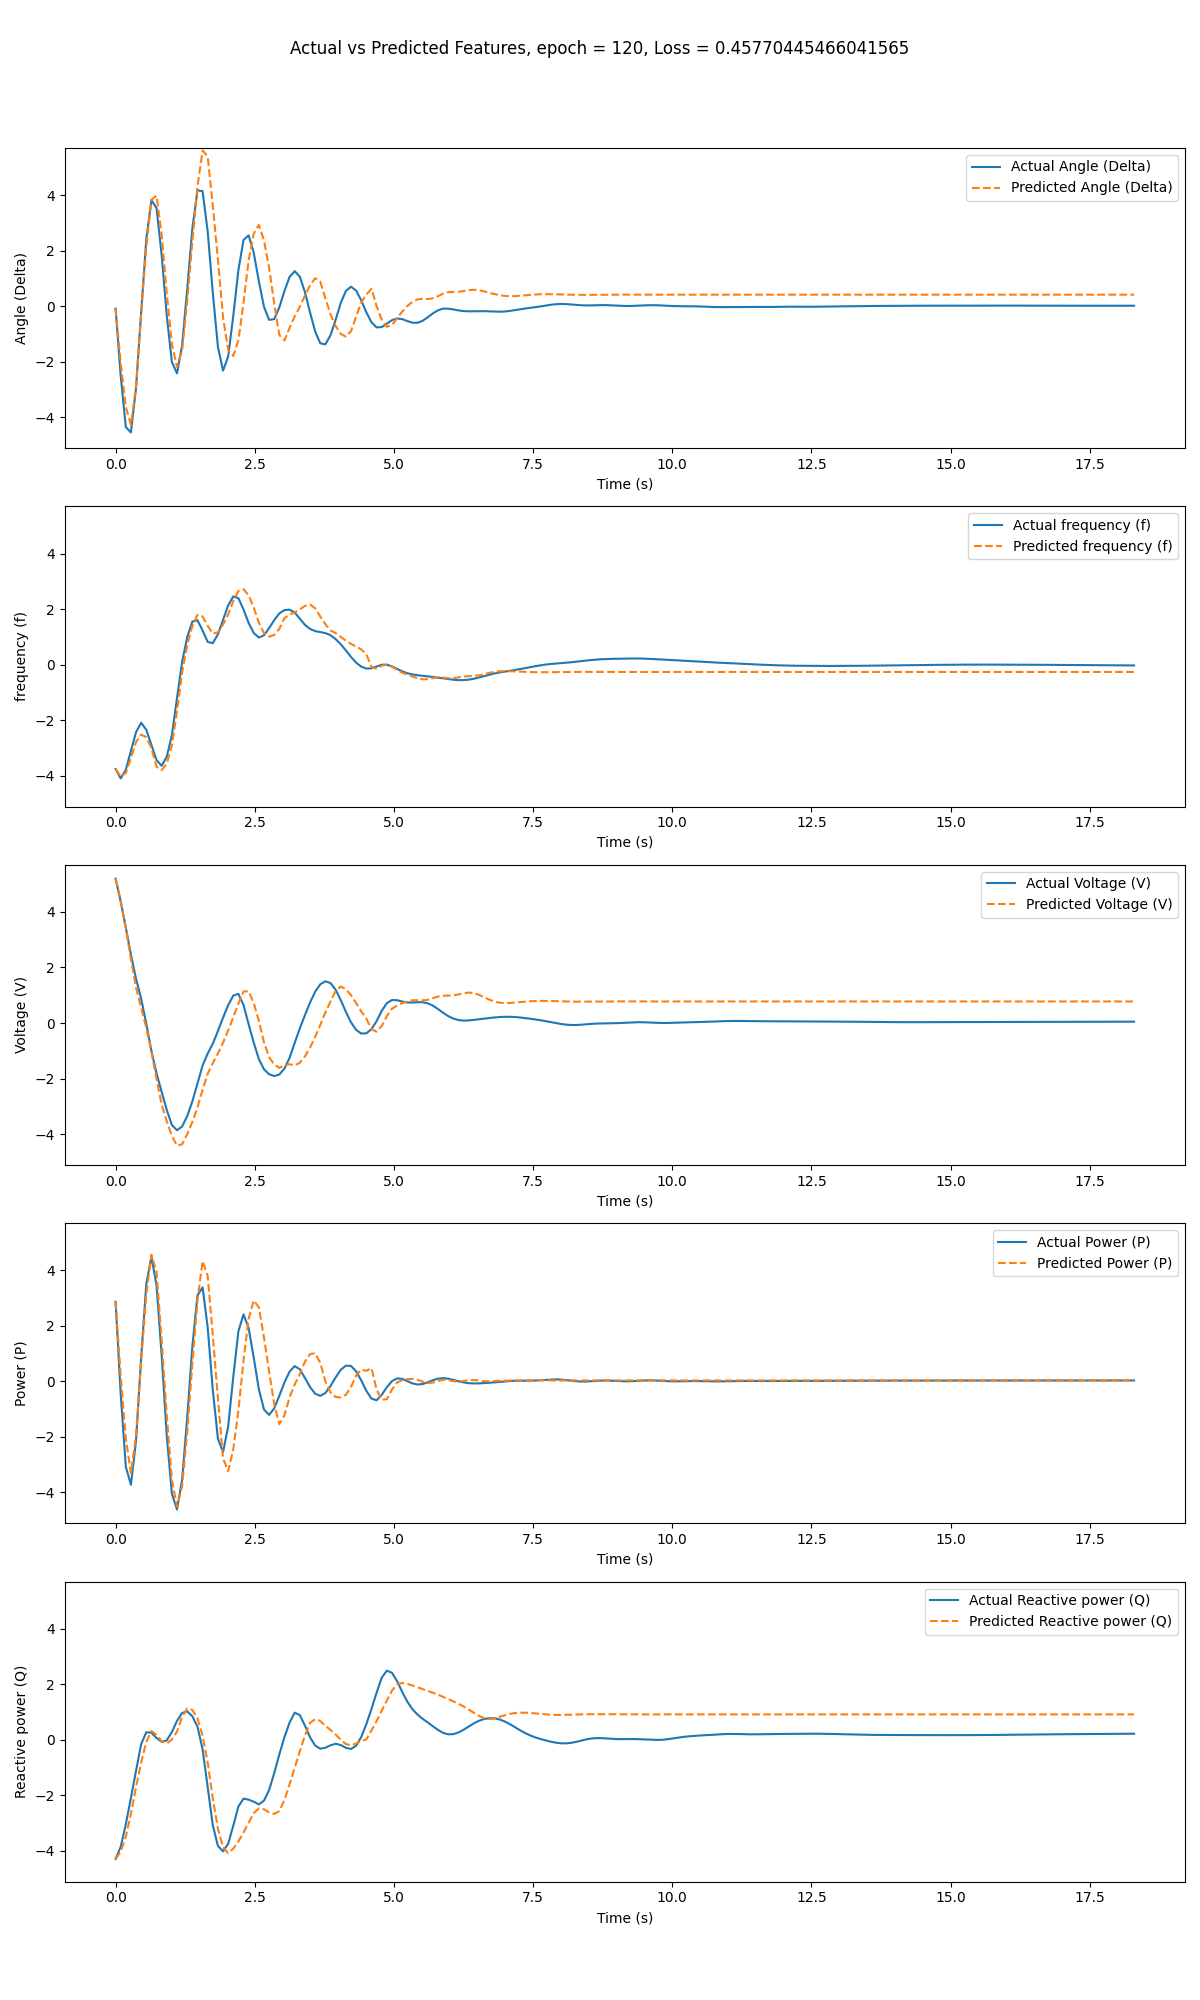 Actual vs Predicted Features, epoch = 120, Loss = 0.45770445466041565
Actual Angle (Delta)
Predicted Angle (Delta)
Angle (Delta)
4
2
0
−2
−4
0.0 2.5 5.0 7.5 10.0 12.5 15.0 17.5
Time (s)
Actual frequency (f)
Predicted frequency (f)
frequency (f)
4
2
0
−2
−4
0.0 2.5 5.0 7.5 10.0 12.5 15.0 17.5
Time (s)
Actual Voltage (V)
Predicted Voltage (V)
Voltage (V)
4
2
0
−2
−4
0.0 2.5 5.0 7.5 10.0 12.5 15.0 17.5
Time (s)
Actual Power (P)
Predicted Power (P)
Power (P)
4
2
0
−2
−4
0.0 2.5 5.0 7.5 10.0 12.5 15.0 17.5
Time (s)
Actual Reactive power (Q)
Predicted Reactive power (Q)
Reactive power (Q)
4
2
0
−2
−4
0.0 2.5 5.0 7.5 10.0 12.5 15.0 17.5
Time (s)